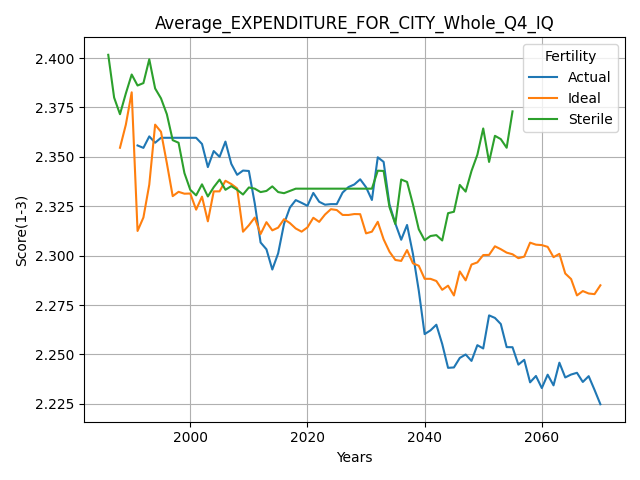 Average_EXPENDITURE_FOR_CITY_Whole_Q4_IQ
Fertility
Actual
Ideal
Sterile
Score(1-3)
2.400
2.375
2.350
2.325
2.300
2.275
2.250
2.225
2000
2020
2040
2060
Years